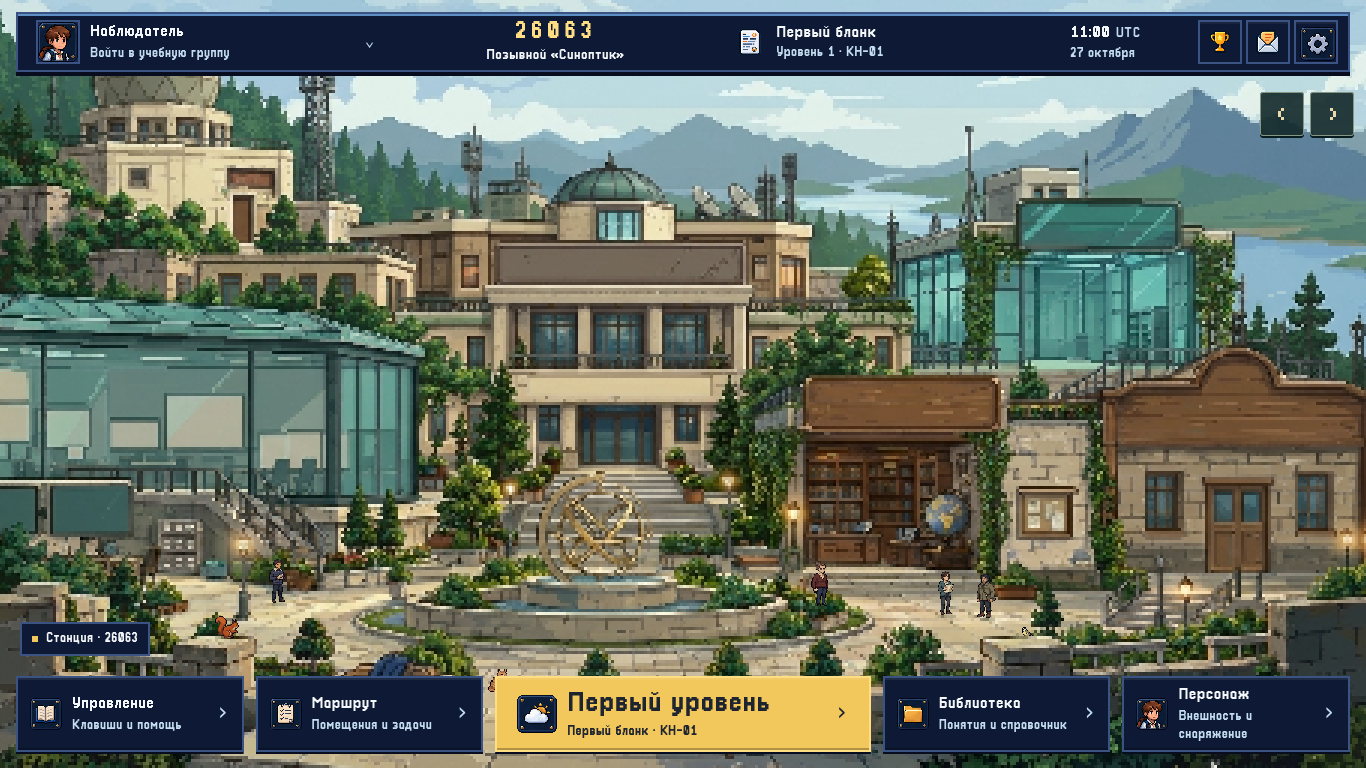 Наблюдатель
Войти в учебную группу
26063
Позывной «Синоптик»
Первый бланк
Уровень 1 · КН-01
11:00 UTC
27 октября
Станция · 26063
Управление
Клавиши и помощь
Маршрут
Помещения и задачи
Первый уровень
Первый бланк · КН-01
Библиотека
Понятия и справочник
Персонаж
Внешность и
снаряжение